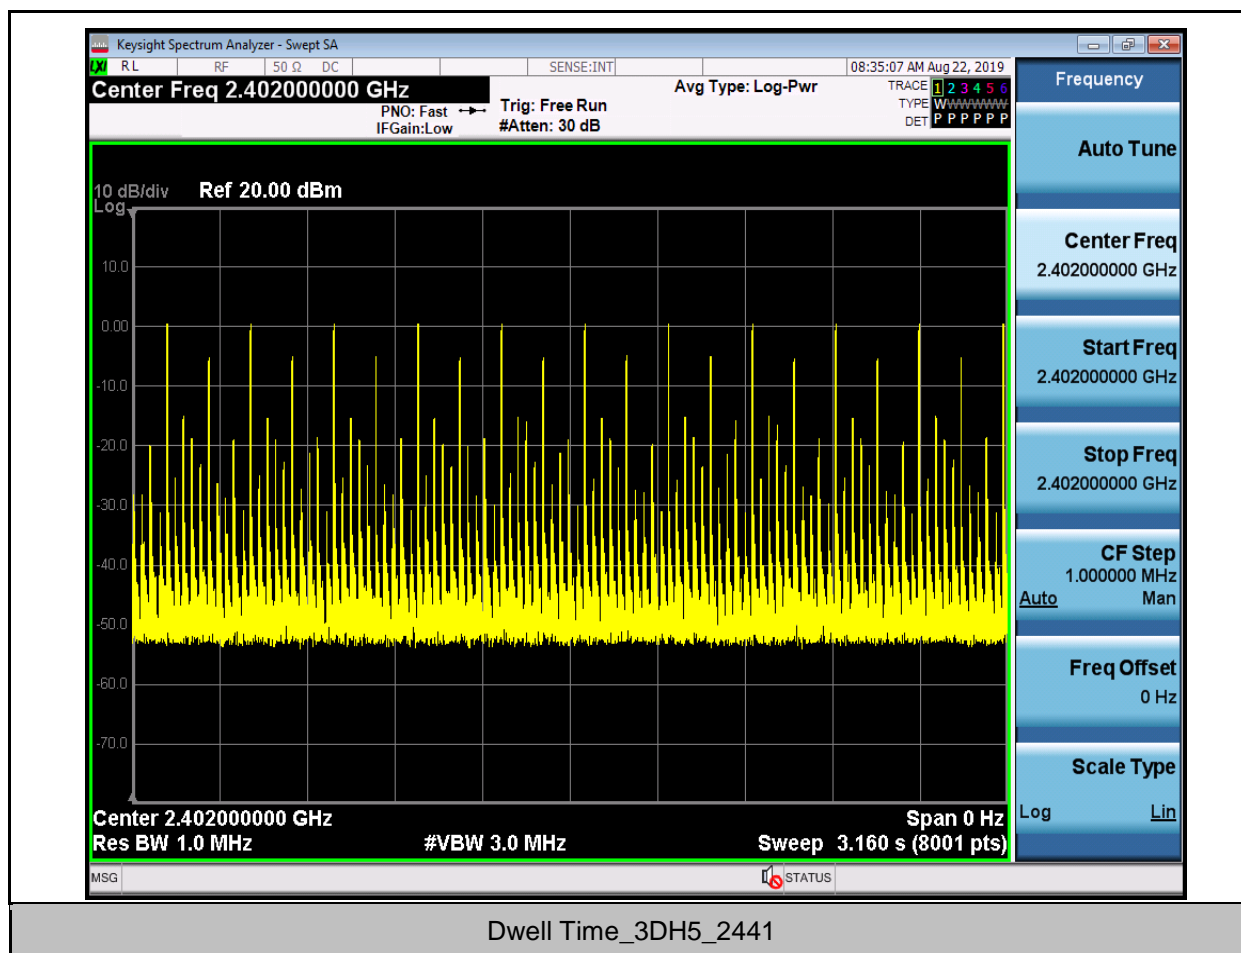 Keysight Spectrum Analyzer - Swept SA
LXI RL RF 50 Ω DC SENSE:INT 08:35:07 AM Aug 22, 2019
Center Freq 2.402000000 GHz
PNO: Fast
IFGain:Low
Trig: Free Run
#Atten: 30 dB
Avg Type: Log-Pwr
TRACE 1 2 3 4 5 6
TYPE WWWWWWW
DET P P P P P P
10 dB/div Ref 20.00 dBm
Log
10.0
0.00
-10.0
-20.0
-30.0
-40.0
-50.0
-60.0
-70.0
Center 2.402000000 GHz Span 0 Hz
Res BW 1.0 MHz #VBW 3.0 MHz Sweep 3.160 s (8001 pts)
MSG STATUS
Frequency
Auto Tune
Center Freq
2.402000000 GHz
Start Freq
2.402000000 GHz
Stop Freq
2.402000000 GHz
CF Step
1.000000 MHz
Auto Man
Freq Offset
0 Hz
Scale Type
Log Lin
Dwell Time_3DH5_2441